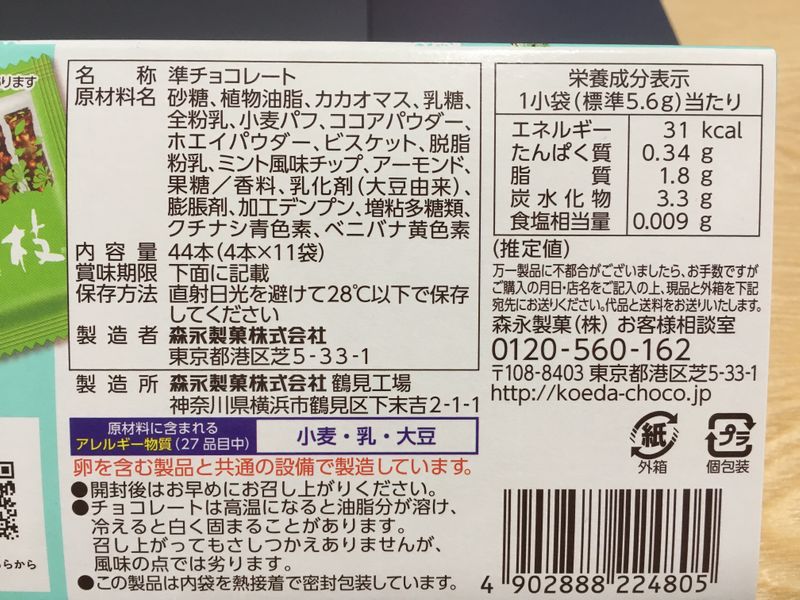 ります
枝
名称 準チョコレート
原材料名 砂糖、植物油脂、カカオマス、乳糖、
全粉乳、小麦パフ、ココアパウダー、
ホエイパウダー、ビスケット、脱脂
粉乳、ミント風味チップ、アーモンド、
果糖／香料、乳化剤(大豆由来)、
膨脹剤、加工デンプン、増粘多糖類、
クチナシ青色素、ベニバナ黄色素
内容量 44本(4本×11袋)
賞味期限 下面に記載
保存方法 直射日光を避けて28℃以下で保存
してください
製造者 森永製菓株式会社
東京都港区芝5-33-1
製造所 森永製菓株式会社 鶴見工場
神奈川県横浜市鶴見区下末吉2-1-1
原材料に含まれる
アレルギー物質(27品目中)
小麦・乳・大豆
卵を含む製品と共通の設備で製造しています。
●開封後はお早めにお召し上がりください。
●チョコレートは高温になると油脂分が溶け、
冷えると白く固まることがあります。
召し上がってもさしつかえありませんが、
風味の点では劣ります。
●この製品は内袋を熱接着で密封包装しています。
ちらから
栄養成分表示
1小袋(標準5.6g)当たり
エネルギー 31 kcal
たんぱく質 0.34 g
脂質 1.8 g
炭水化物 3.3 g
食塩相当量 0.009 g
(推定値)
万一製品に不都合がございましたら、お手数ですが
ご購入の月日・店名をご記入の上、現品と外箱を下記
宛先にお送りください。代品と送料をお送りいたします。
森永製菓(株) お客様相談室
0120-560-162
〒108-8403 東京都港区芝5-33-1
http://koeda-choco.jp
紙
外箱
プラ
個包装
4 902888 224805